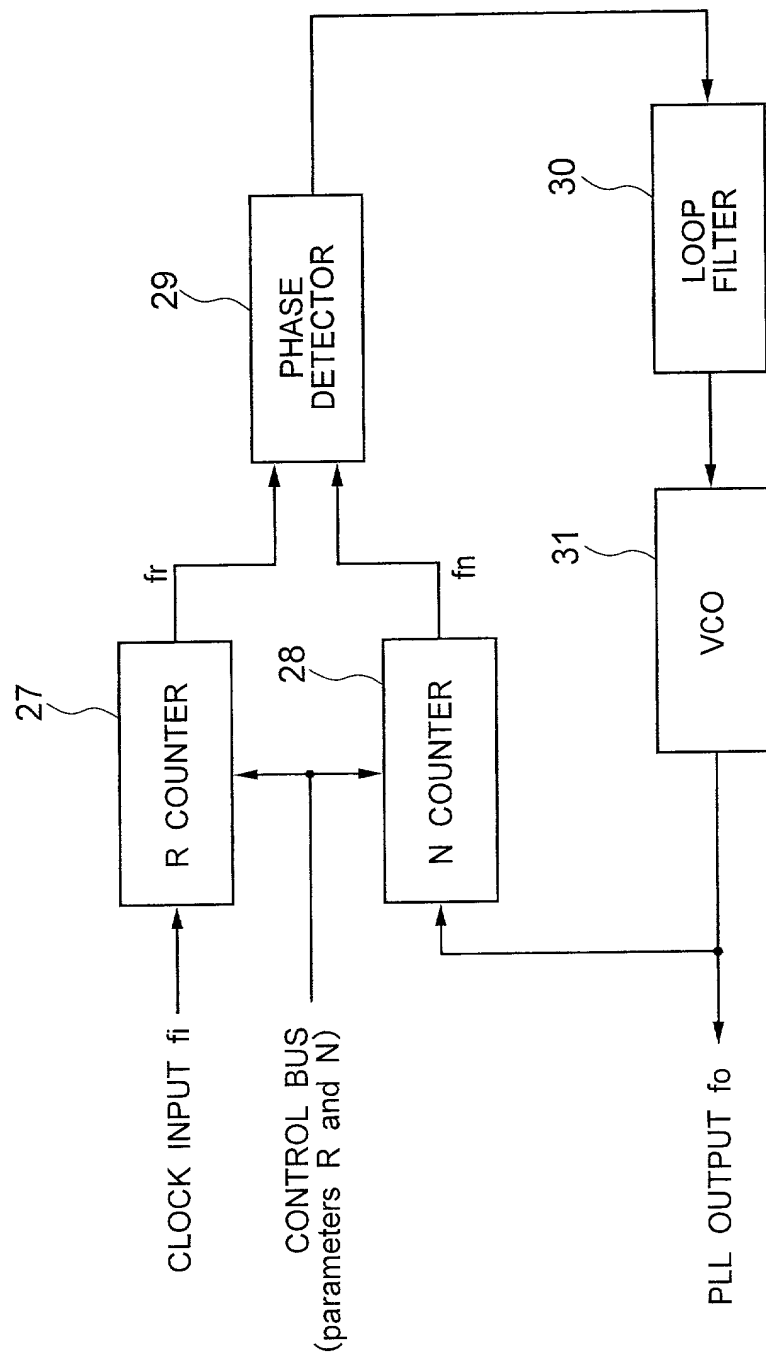 27
fr
29
CLOCK INPUT fi
R COUNTER
PHASE
DETECTOR
28
CONTROL BUS
(parameters R and N)
N COUNTER
fn
31
30
PLL OUTPUT fo
VCO
LOOP
FILTER